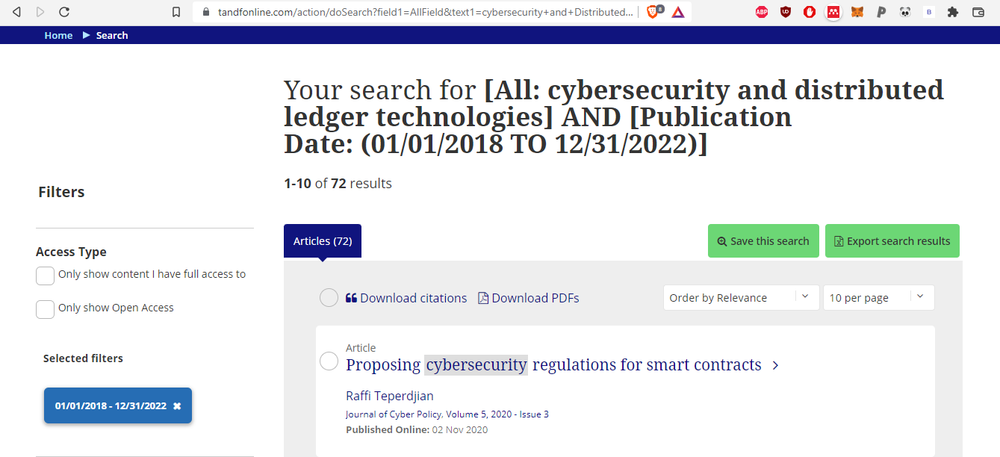 tandfonline.com/action/doSearch?field1=AllField&text1=cybersecurity+and+Distributed...
8
ABP
UD
B
Home ▶ Search
Your search for [All: cybersecurity and distributed
ledger technologies] AND [Publication
Date: (01/01/2018 TO 12/31/2022)]
1-10 of 72 results
Filters
Access Type
Only show content I have full access to
Only show Open Access
Selected filters
01/01/2018 - 12/31/2022 ✖
Articles (72)
Save this search
Export search results
Download citations
Download PDFs
Order by Relevance
10 per page
Article
Proposing cybersecurity regulations for smart contracts
Raffi Teperdjian
Journal of Cyber Policy, Volume 5, 2020 - Issue 3
Published Online: 02 Nov 2020